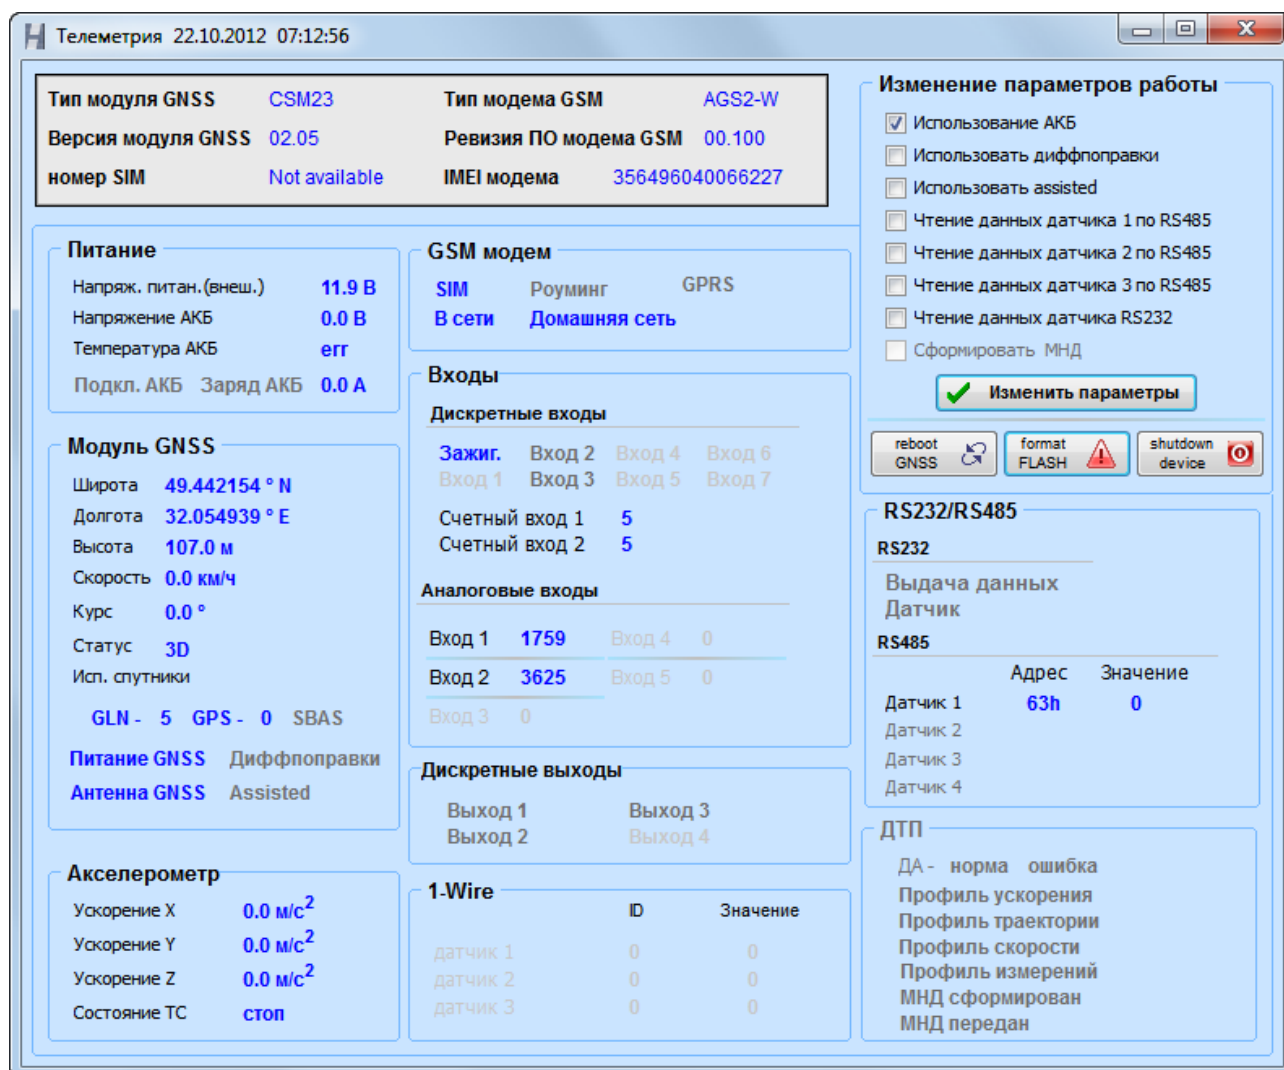 Телеметрия 22.10.2012 07:12:56
Тип модуля GNSS CSM23 Тип модема GSM AGS2-W
Версия модуля GNSS 02.05 Ревизия ПО модема GSM 00.100
номер SIM Not available IMEI модема 356496040066227
Питание
Напряж. питан.(внеш.) 11.9 В
Напряжение АКБ 0.0 В
Температура АКБ err
Подкл. АКБ Заряд АКБ 0.0 А
Модуль GNSS
Широта 49.442154 ° N
Долгота 32.054939 ° E
Высота 107.0 м
Скорость 0.0 км/ч
Курс 0.0 °
Статус 3D
Исп. спутники
GLN - 5 GPS - 0 SBAS
Питание GNSS Диффпоправки
Антенна GNSS Assisted
Акселерометр
Ускорение X 0.0 м/с2
Ускорение Y 0.0 м/с2
Ускорение Z 0.0 м/с2
Состояние ТС стоп
GSM модем
SIM Роуминг GPRS
В сети Домашняя сеть
Входы
Дискретные входы
Зажиг. Вход 2 Вход 4 Вход 6
Вход 1 Вход 3 Вход 5 Вход 7
Счетный вход 1 5
Счетный вход 2 5
Аналоговые входы
Вход 1 1759 Вход 4 0
Вход 2 3625 Вход 5 0
Вход 3 0
Дискретные выходы
Выход 1 Выход 3
Выход 2 Выход 4
1-Wire
ID Значение
датчик 1 0 0
датчик 2 0 0
датчик 3 0 0
Изменение параметров работы
Использование АКБ
Использовать диффпоправки
Использовать assisted
Чтение данных датчика 1 по RS485
Чтение данных датчика 2 по RS485
Чтение данных датчика 3 по RS485
Чтение данных датчика RS232
Сформировать МНД
Изменить параметры
reboot GNSS
format FLASH
shutdown device
RS232/RS485
RS232
Выдача данных
Датчик
RS485
Адрес Значение
Датчик 1 63h 0
Датчик 2
Датчик 3
Датчик 4
ДТП
ДА - норма ошибка
Профиль ускорения
Профиль траектории
Профиль скорости
Профиль измерений
МНД сформирован
МНД передан